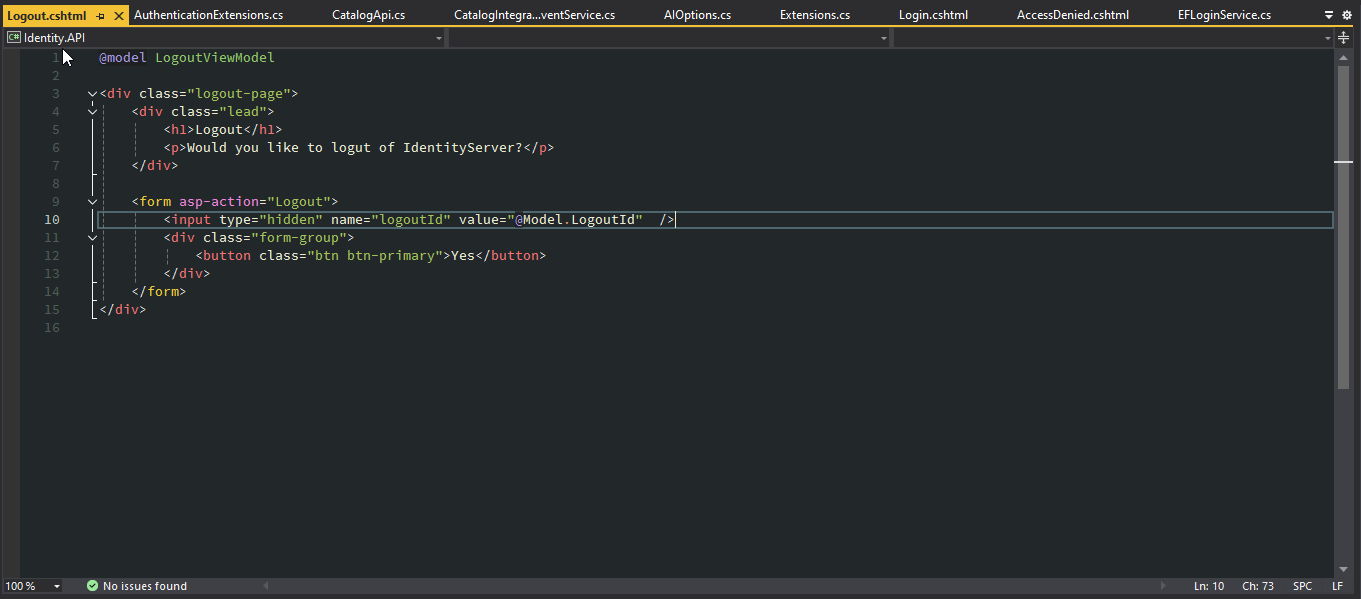 Logout.cshtml AuthenticationExtensions.cs CatalogApi.cs CatalogIntegra...ventService.cs AIOptions.cs Extensions.cs Login.cshtml AccessDenied.cshtml EFLoginService.cs
C# Identity.API
1 @model LogoutViewModel
2
3 <div class="logout-page">
4 <div class="lead">
5 <h1>Logout</h1>
6 <p>Would you like to logut of IdentityServer?</p>
7 </div>
8
9 <form asp-action="Logout">
10 <input type="hidden" name="logoutId" value="@Model.LogoutId"  />
11 <div class="form-group">
12 <button class="btn btn-primary">Yes</button>
13 </div>
14 </form>
15 </div>
16
100 % No issues found Ln: 10 Ch: 73 SPC LF